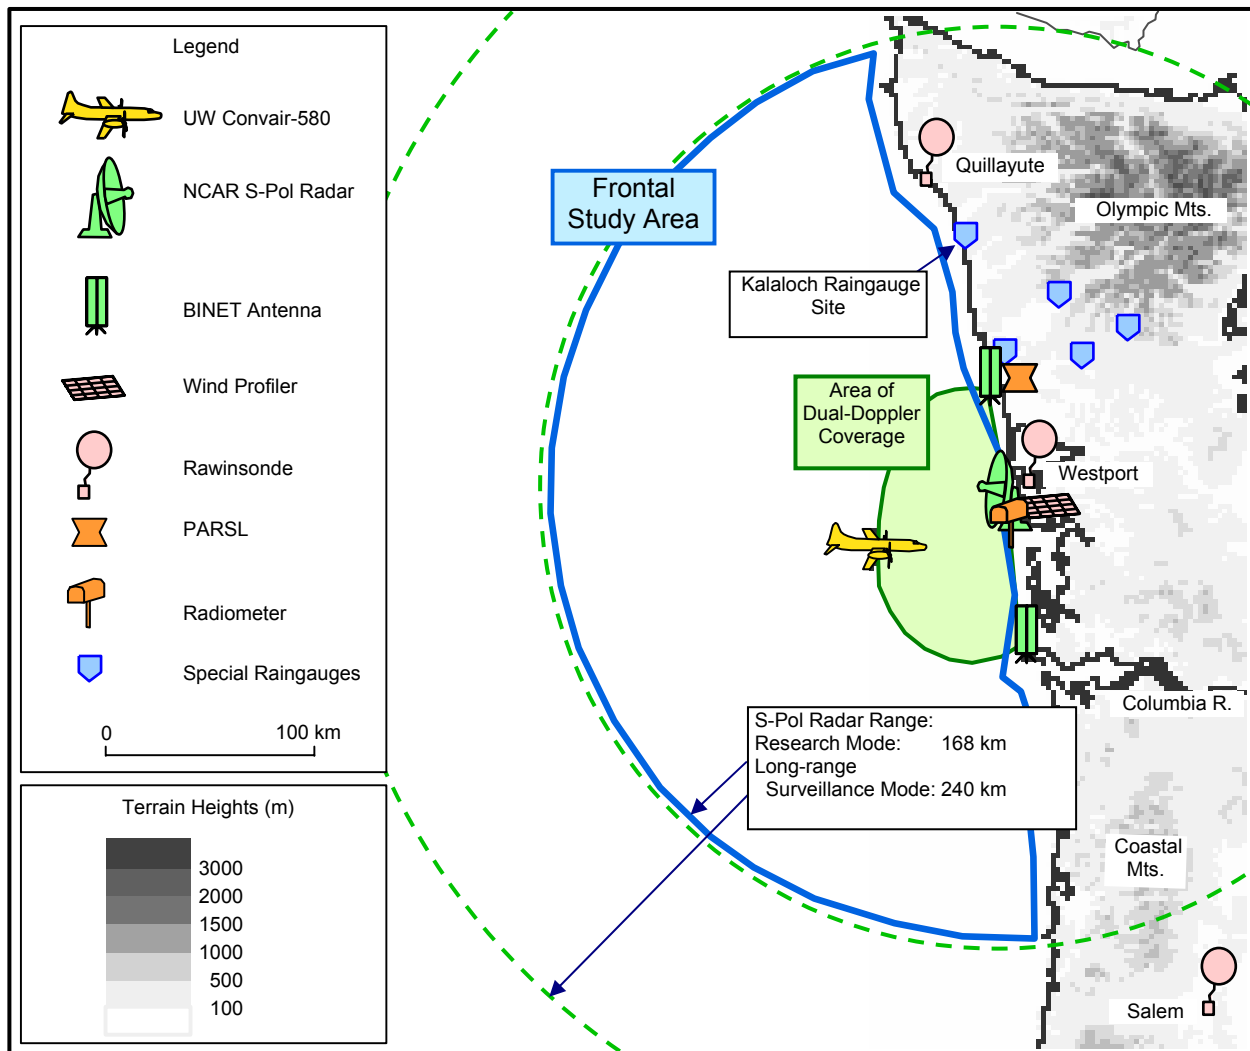 Legend
UW Convair-580
NCAR S-Pol Radar
BINET Antenna
Wind Profiler
Rawinsonde
PARSL
Radiometer
Special Raingauges
0 100 km
Terrain Heights (m)
3000
2000
1500
1000
500
100
Frontal
Study Area
Quillayute
Olympic Mts.
Kalaloch Raingauge
Site
Area of
Dual-Doppler
Coverage
Westport
Columbia R.
S-Pol Radar Range:
Research Mode: 168 km
Long-range
Surveillance Mode: 240 km
Coastal
Mts.
Salem